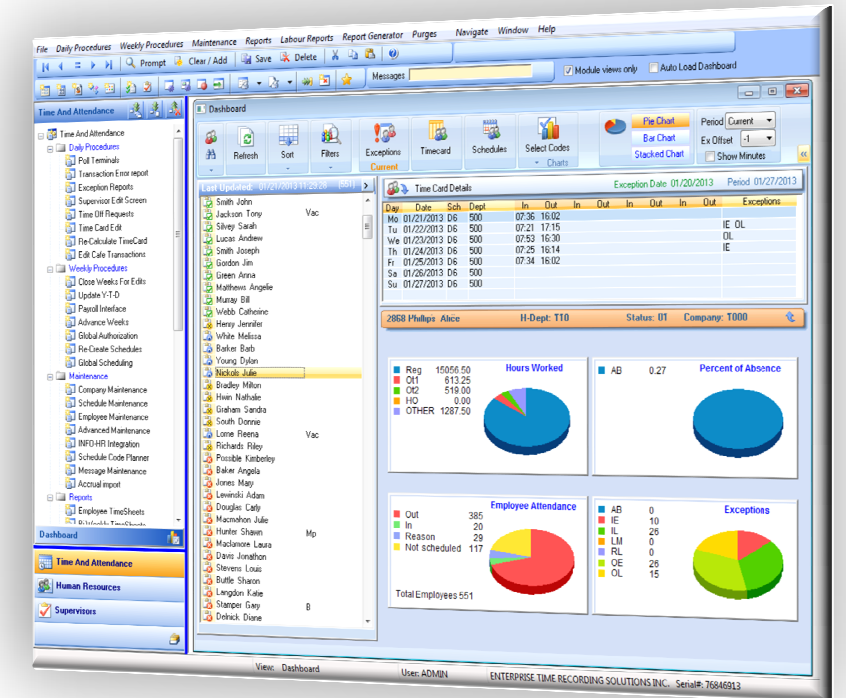 File Daily Procedures Weekly Procedures Maintenance Reports Labour Reports Report Generator Purges Navigate Window Help
Prompt Clear / Add Save Delete
Messages
Module views only Auto Load Dashboard
Time And Attendance
Time And Attendance
Daily Procedures
Poll Terminals
Transaction Error report
Exception Reports
Supervisor Edit Screen
Time Off Requests
Time Card Edit
Re-Calculate TimeCard
Edit Cafe Transactions
Weekly Procedures
Close Weeks For Edits
Update Y-T-D
Payroll Interface
Advance Weeks
Global Authorization
Re-Create Schedules
Global Scheduling
Maintenance
Company Maintenance
Schedule Maintenance
Employee Maintenance
Advanced Maintenance
INFO-HR Integration
Schedule Code Planner
Message Maintenance
Accrual import
Reports
Employee TimeSheets
Bi-Weekly TimeSheets
Dashboard
Time And Attendance
Human Resources
Supervisors
Dashboard
Refresh
Sort
Filters
Exceptions
Current
Timecard
Schedules
Select Codes
Charts
Pie Chart
Bar Chart
Stacked Chart
Period Current
Ex Offset -1
Show Minutes
Last Updated: 01/21/2013-11:23:26 (551)
Smith John
Jackson Tony Vac
Silvey Sarah
Lucas Andrew
Smith Joseph
Gordon Jim
Green Anna
Matthews Angelie
Murray Bill
Webb Catherine
Henry Jennifer
White Melissa
Barker Barb
Young Dylan
Nickols Julie
Bradley Milton
Hwin Nathalie
Graham Sandra
South Donnie
Lorne Reena Vac
Richards Riley
Possible Kimberley
Baker Angela
Jones Mary
Lewinski Adam
Douglas Carly
Macmahon Julie
Hunter Shawn Mp
Maclamore Laura
Davis Jonathan
Stevens Louis
Buttle Sharon
Langdon Katie
Stamper Gary B
Delnick Diane
Time Card Details Exception Date 01/20/2013 Period 01/27/2013
Day Date Sch Dept In Out In Out In Out In Out Exceptions
Mo 01/21/2013 D6 500 07:36 16:02
Tu 01/22/2013 D6 500 07:21 17:15 IE OL
We 01/23/2013 D6 500 07:53 16:30 OL
Th 01/24/2013 D6 500 07:25 16:14 IE
Fr 01/25/2013 D6 500 07:34 16:02
Sa 01/26/2013 D6 500
Su 01/27/2013 D6 500
2868 Phillips Alice H-Dept: T10 Status: 01 Company: T000
Hours Worked
Reg 15056.50
Ot1 613.25
Ot2 519.00
HO 0.00
OTHER 1287.50
Percent of Absence
AB 0.27
Employee Attendance
Out 385
In 20
Reason 29
Not scheduled 117
Total Employees 551
Exceptions
AB 0
IE 10
IL 26
LM 0
RL 0
OE 26
OL 15
View: Dashboard User: ADMIN ENTERPRISE TIME RECORDING SOLUTIONS INC. Serial#: 76846913